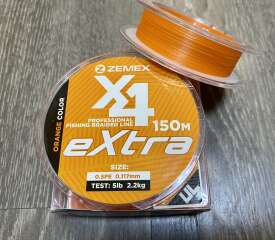 ZEMEX
X4
PROFESSIONAL
FISHING BRAIDED LINE
150M
eXtra
ORANGE COLOR
SIZE:
0.5PE 0.117mm
TEST: 5lb 2.2kg